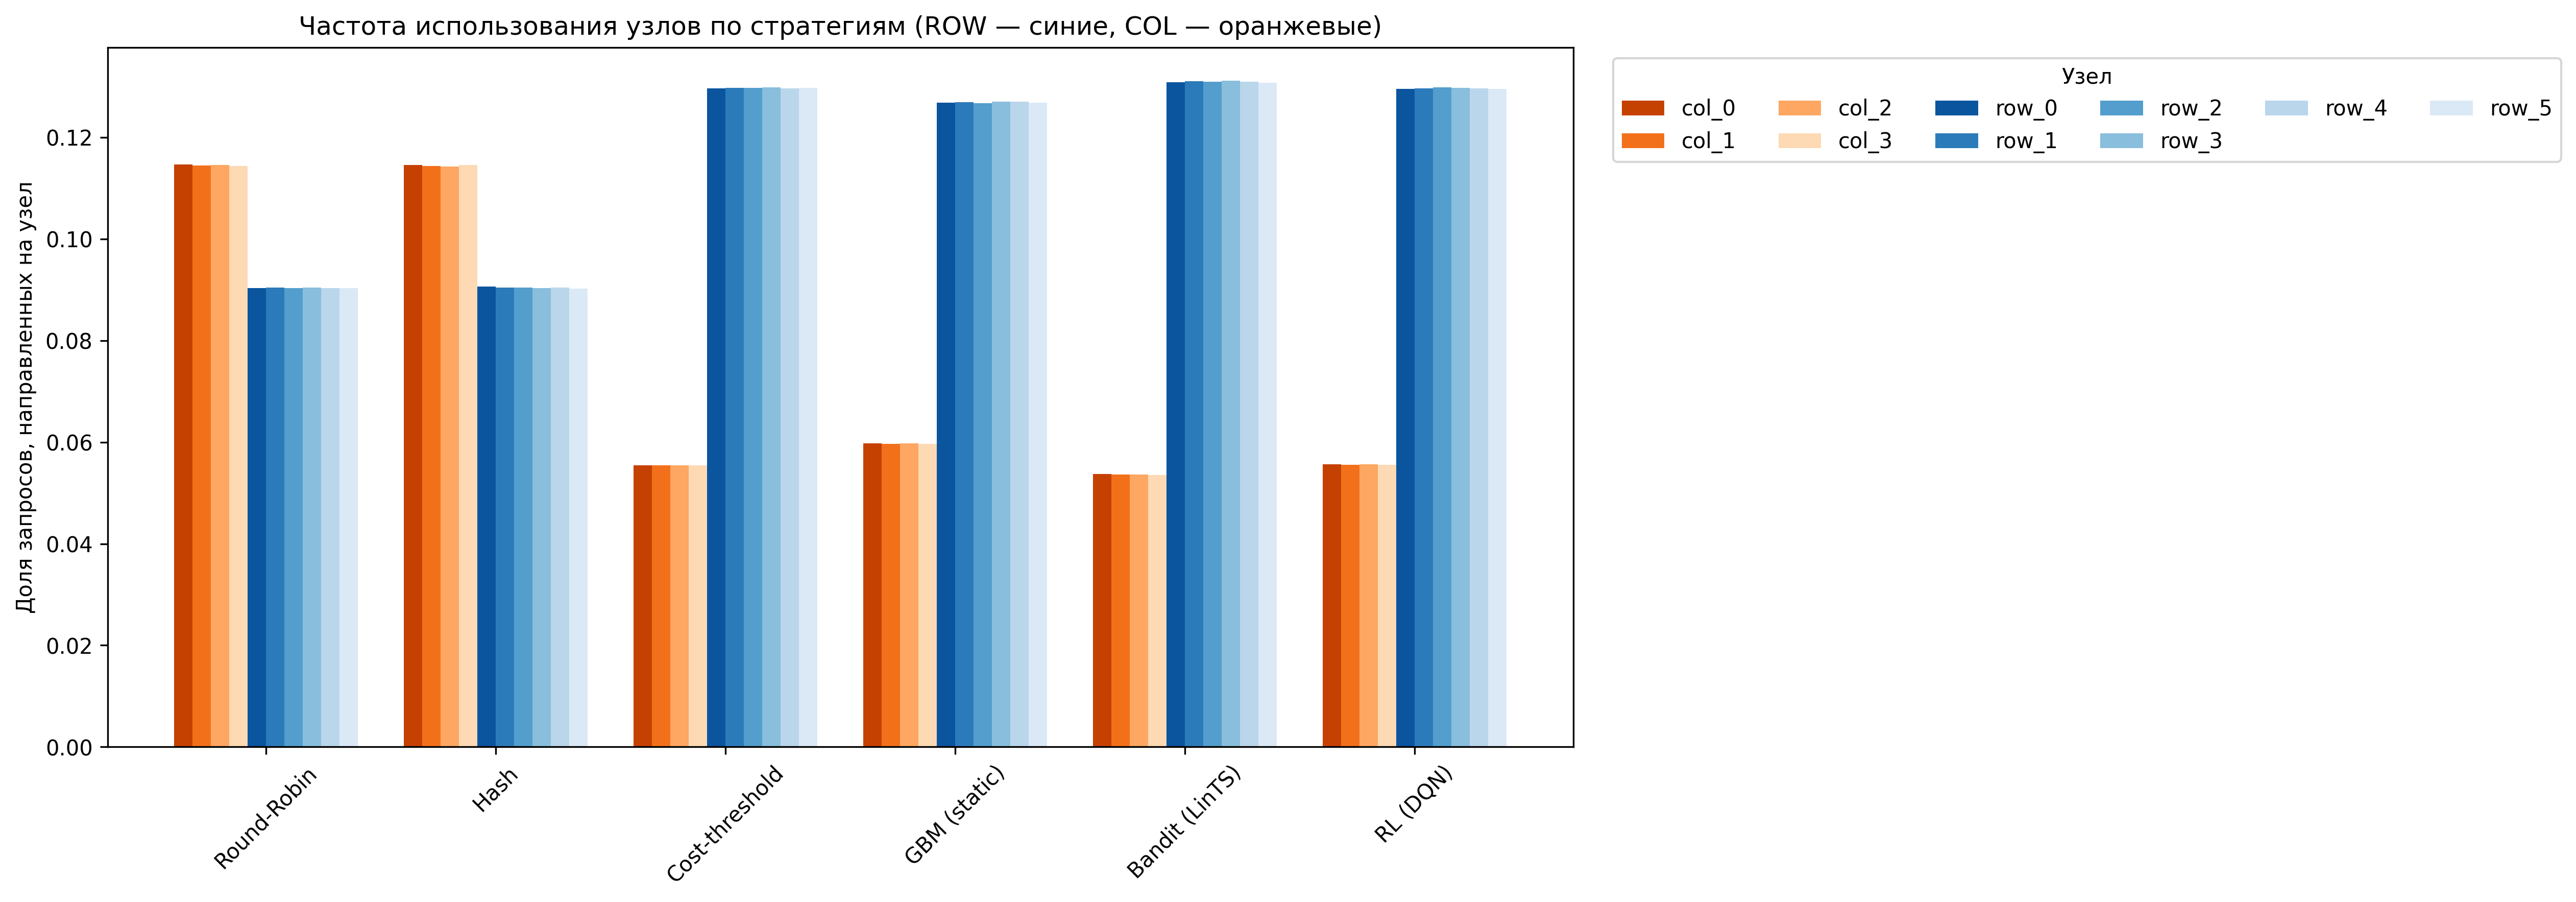 Частота использования узлов по стратегиям (ROW — синие, COL — оранжевые)
Доля запросов, направленных на узел
0.12
0.10
0.08
0.06
0.04
0.02
0.00
Round-Robin
Hash
Cost-threshold
GBM (static)
Bandit (LinTS)
RL (DQN)
Узел
col_0 col_2 row_0 row_2 row_4 row_5
col_1 col_3 row_1 row_3